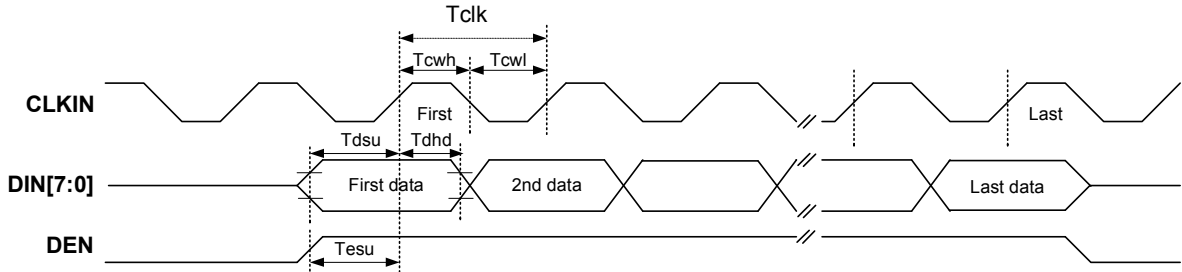 Tclk
Tcwh Tcwl
CLKIN First Last
Tdsu Tdhd
DIN[7:0] First data 2nd data Last data
DEN
Tesu